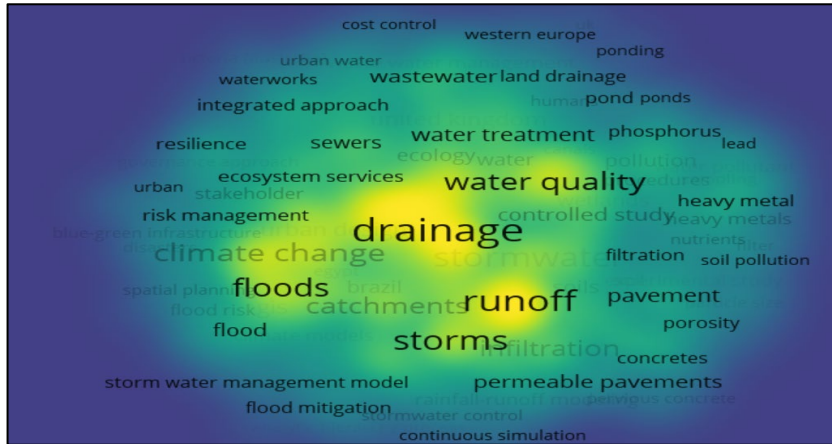 cost control
western europe
ponding
urban water
waterworks
wastewater
land drainage
integrated approach
pond
ponds
resilience
sewers
water treatment
phosphorus
lead
ecology
water
pollution
urban
ecosystem services
water quality
stakeholder
heavy metal
risk management
drainage
controlled study
heavy metals
blue-green infrastructure
nutrients
climate change
stormwater
filtration
soil pollution
floods
brazil
spatial planning
runoff
pavement
flood risk
catchments
flood
storms
porosity
infiltration
concretes
storm water management model
permeable pavements
flood mitigation
rainfall-runoff
pervious concrete
stormwater control
continuous simulation